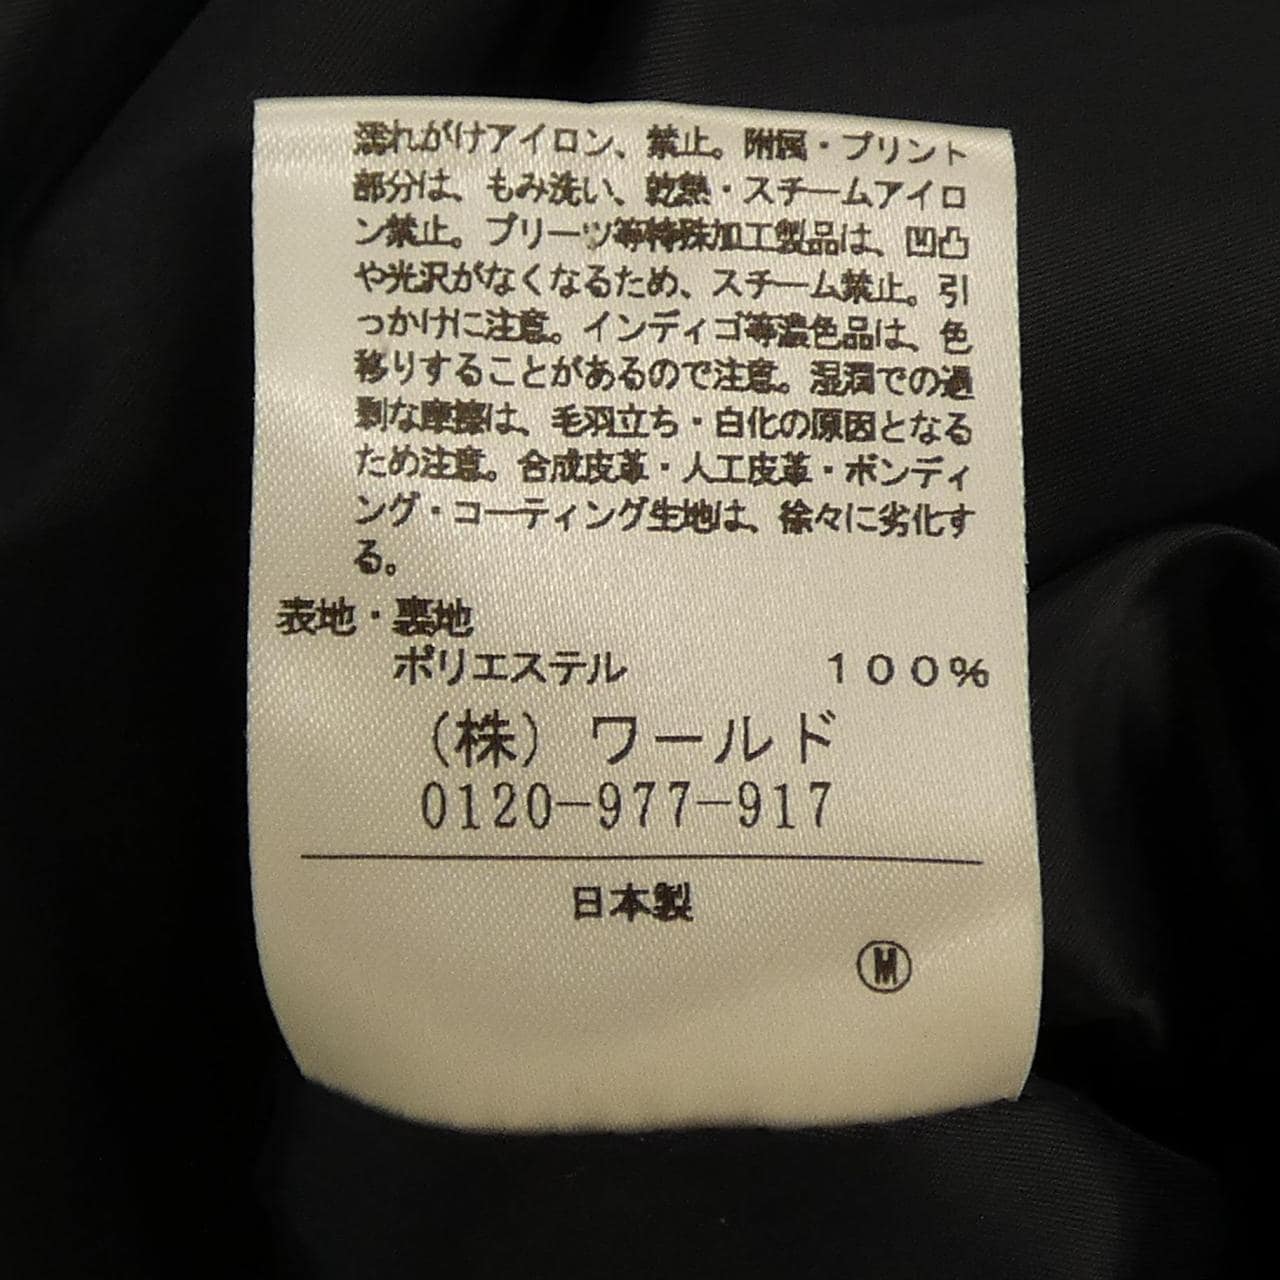 濡れがけアイロン、禁止。附属・プリント
部分は、もみ洗い、乾熱・スチームアイロ
ン禁止。プリーツ等特殊加工製品は、凹凸
や光沢がなくなるため、スチーム禁止。引
っかけに注意。インディゴ等濃色品は、色
移りすることがあるので注意。湿潤での過
剰な摩擦は、毛羽立ち・白化の原因となる
ため注意。合成皮革・人工皮革・ボンディ
ング・コーティング生地は、徐々に劣化す
る。
表地・裏地
ポリエステル 100%
(株) ワールド
0120-977-917
日本製
Ⓜ